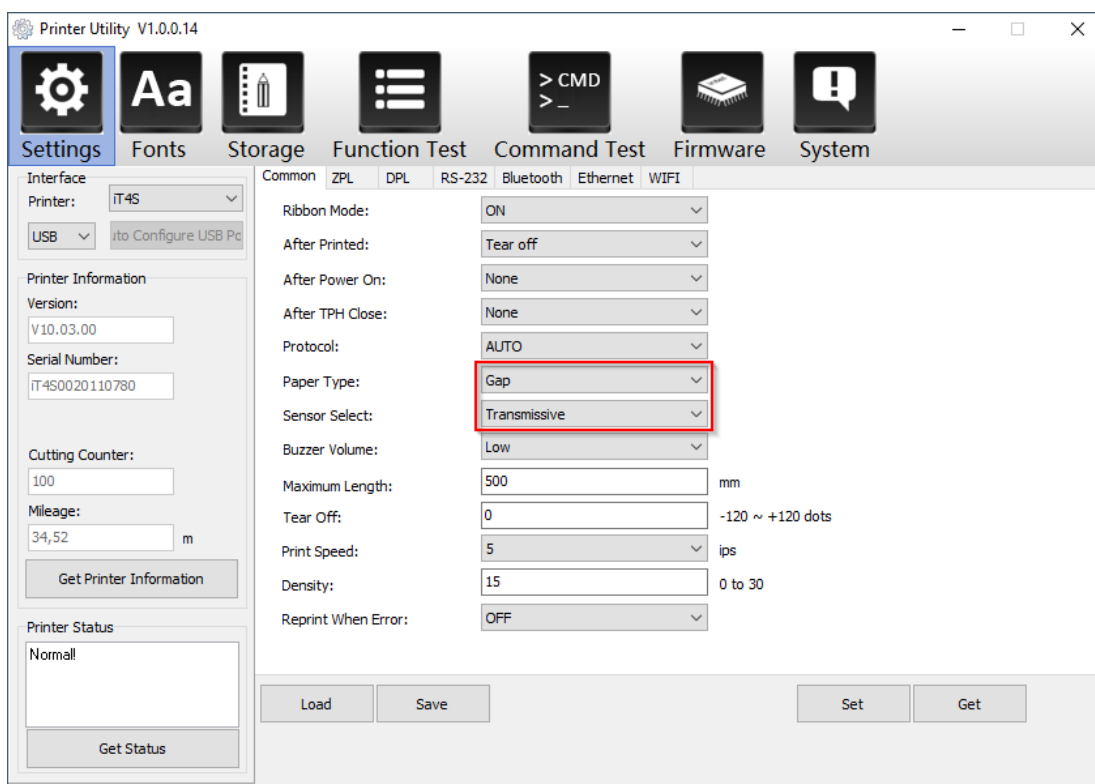 Printer Utility V1.0.0.14
> CMD
>_
Aa
Settings Fonts Storage Function Test Command Test Firmware System
Interface
Printer: iT4S
USB uto Configure USB Po
Printer Information
Version:
V10.03.00
Serial Number:
iT4S0020110780
Cutting Counter:
100
Mileage:
34,52 m
Get Printer Information
Printer Status
Normal!
Get Status
Common ZPL DPL RS-232 Bluetooth Ethernet WIFI
Ribbon Mode: ON
After Printed: Tear off
After Power On: None
After TPH Close: None
Protocol: AUTO
Paper Type: Gap
Sensor Select: Transmissive
Buzzer Volume: Low
Maximum Length: 500 mm
Tear Off: 0 -120 ~ +120 dots
Print Speed: 5 ips
Density: 15 0 to 30
Reprint When Error: OFF
Load Save Set Get